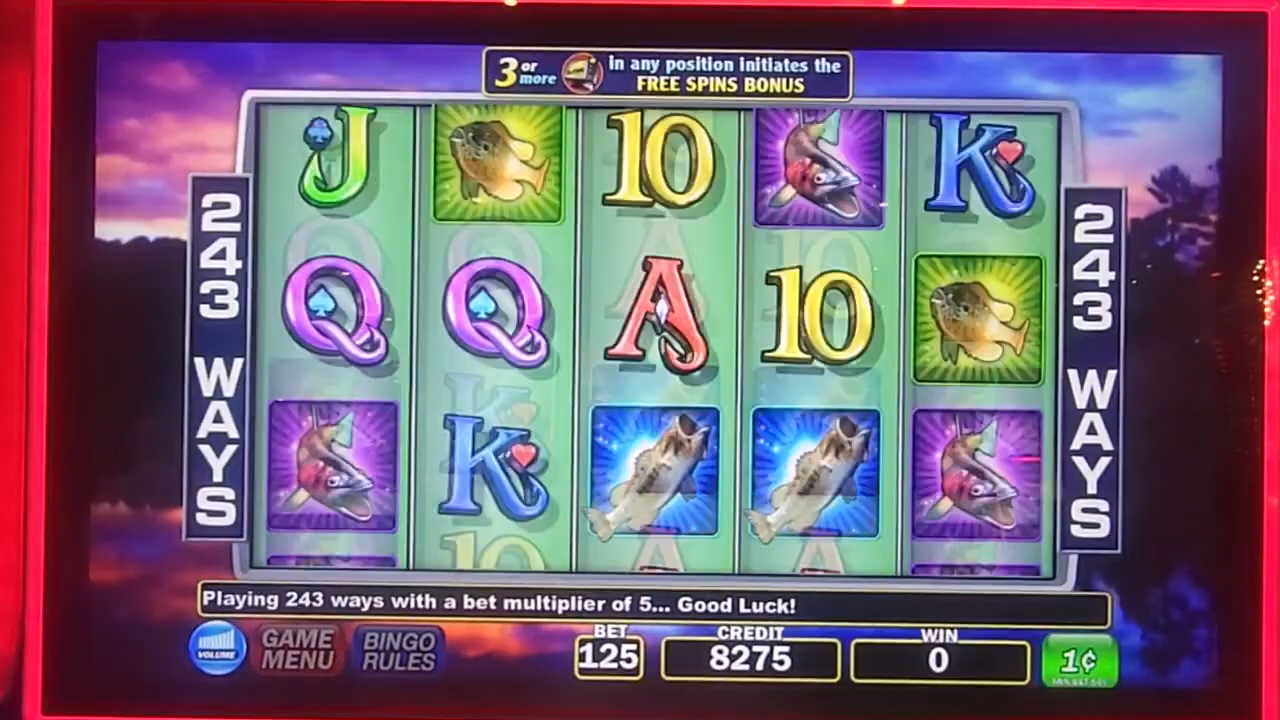 3 or more in any position initiates the
FREE SPINS BONUS
243 WAYS
243 WAYS
J 10 K
Q Q A 10
K
10 A A
Playing 243 ways with a bet multiplier of 5... Good Luck!
VOLUME
GAME MENU
BINGO RULES
BET
125
CREDIT
8275
WIN
0
1¢